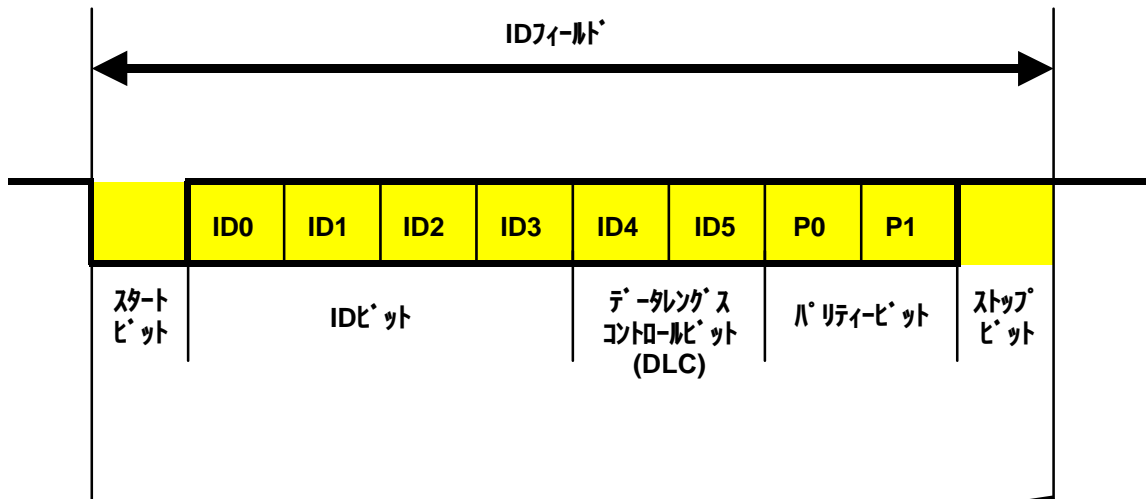 IDﾌｨｰﾙﾄﾞ
ID0 ID1 ID2 ID3 ID4 ID5 P0 P1
ｽﾀｰﾄ
ﾋﾞｯﾄ
IDﾋﾞｯﾄ
ﾃﾞｰﾀﾚﾝｸﾞｽ
ｺﾝﾄﾛｰﾙﾋﾞｯﾄ
(DLC)
ﾊﾟﾘﾃｨｰﾋﾞｯﾄ
ｽﾄｯﾌﾟ
ﾋﾞｯﾄ